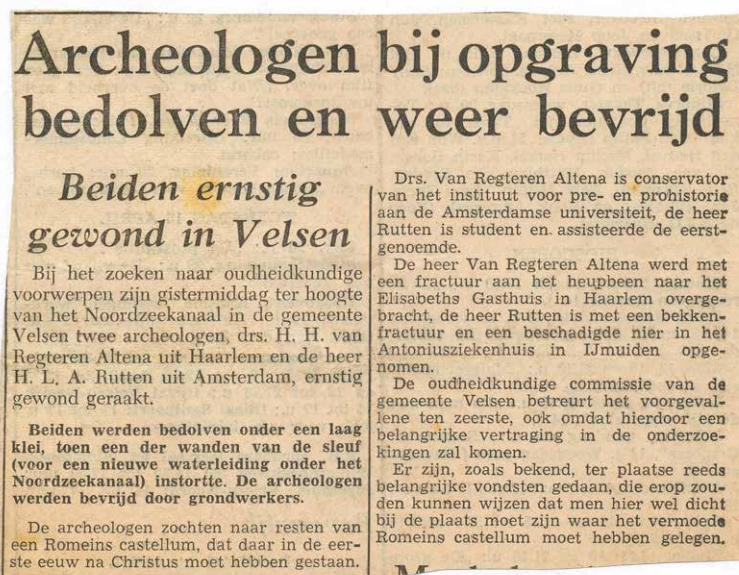 Archeologen bij opgraving
bedolven en weer bevrijd
Beiden ernstig
gewond in Velsen
Bij het zoeken naar oudheidkundige
voorwerpen zijn gistermiddag ter hoogte
van het Noordzeekanaal in de gemeente
Velsen twee archeologen, drs. H. H. van
Regteren Altena uit Haarlem en de heer
H. L. A. Rutten uit Amsterdam, ernstig
gewond geraakt.
Beiden werden bedolven onder een laag
klei, toen een der wanden van de sleuf
(voor een nieuwe waterleiding onder het
Noordzeekanaal) instortte. De archeologen
werden bevrijd door grondwerkers.
De archeologen zochten naar resten van
een Romeins castellum, dat daar in de eer-
ste eeuw na Christus moet hebben gestaan.
Drs. Van Regteren Altena is conservator
van het instituut voor pre- en prohistorie
aan de Amsterdamse universiteit, de heer
Rutten is student en assisteerde de eerst-
genoemde.
De heer Van Regteren Altena werd met
een fractuur aan het heupbeen naar het
Elisabeths Gasthuis in Haarlem overge-
bracht, de heer Rutten is met een bekken-
fractuur en een beschadigde nier in het
Antoniusziekenhuis in IJmuiden opge-
nomen.
De oudheidkundige commissie van de
gemeente Velsen betreurt het voorgeval-
lene ten zeerste, ook omdat hierdoor een
belangrijke vertraging in de onderzoe-
kingen zal komen.
Er zijn, zoals bekend, ter plaatse reeds
belangrijke vondsten gedaan, die erop zou-
den kunnen wijzen dat men hier wel dicht
bij de plaats moet zijn waar het vermoede
Romeins castellum moet hebben gelegen.